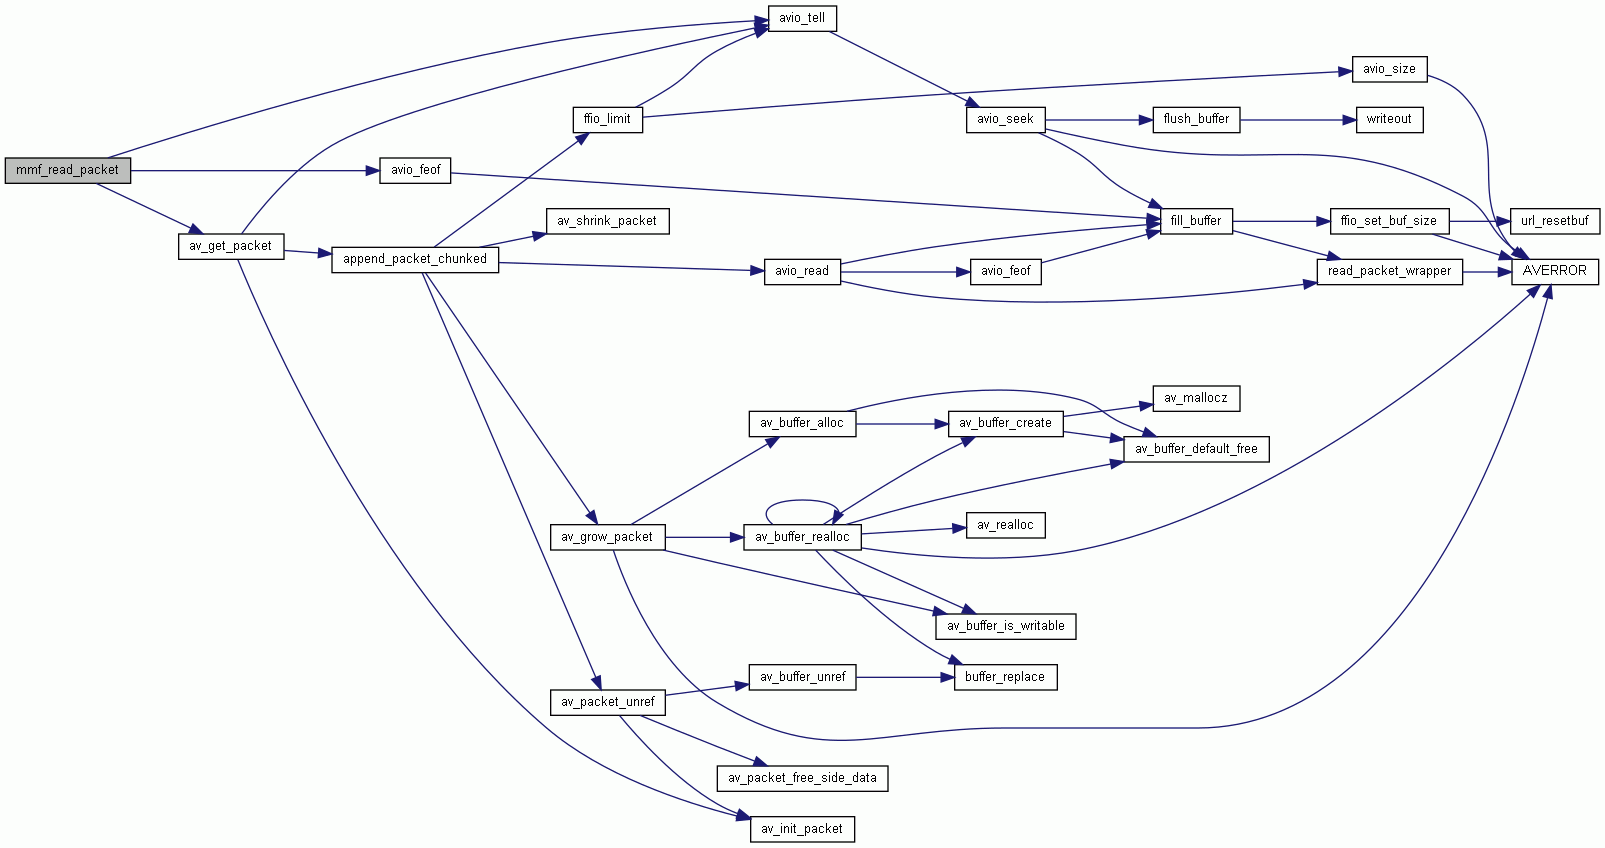 avio_tell
avio_size
ffio_limit
avio_seek
flush_buffer
writeout
mmf_read_packet
avio_feof
av_shrink_packet
fill_buffer
ffio_set_buf_size
url_resetbuf
av_get_packet
append_packet_chunked
avio_read
avio_feof
read_packet_wrapper
AVERROR
av_mallocz
av_buffer_alloc
av_buffer_create
av_buffer_default_free
av_realloc
av_grow_packet
av_buffer_realloc
av_buffer_is_writable
av_buffer_unref
buffer_replace
av_packet_unref
av_packet_free_side_data
av_init_packet